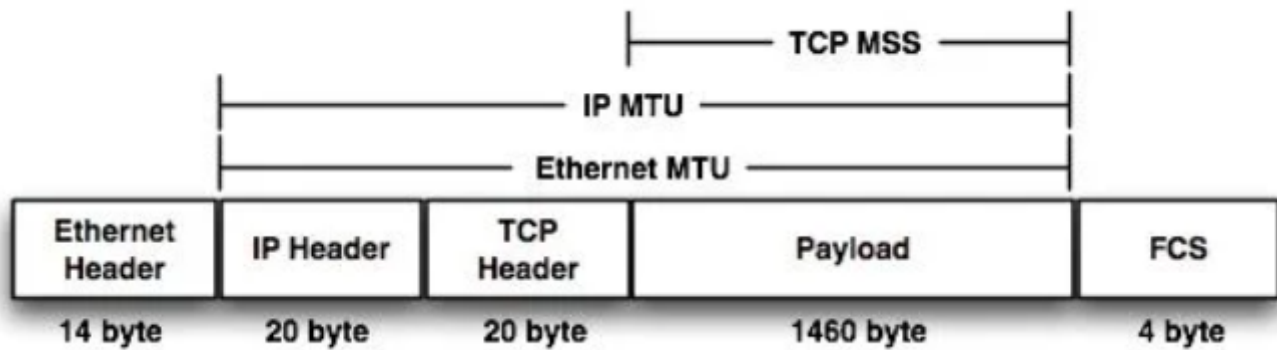 TCP MSS
IP MTU
Ethernet MTU
Ethernet
Header
IP Header
TCP
Header
Payload
FCS
14 byte
20 byte
20 byte
1460 byte
4 byte